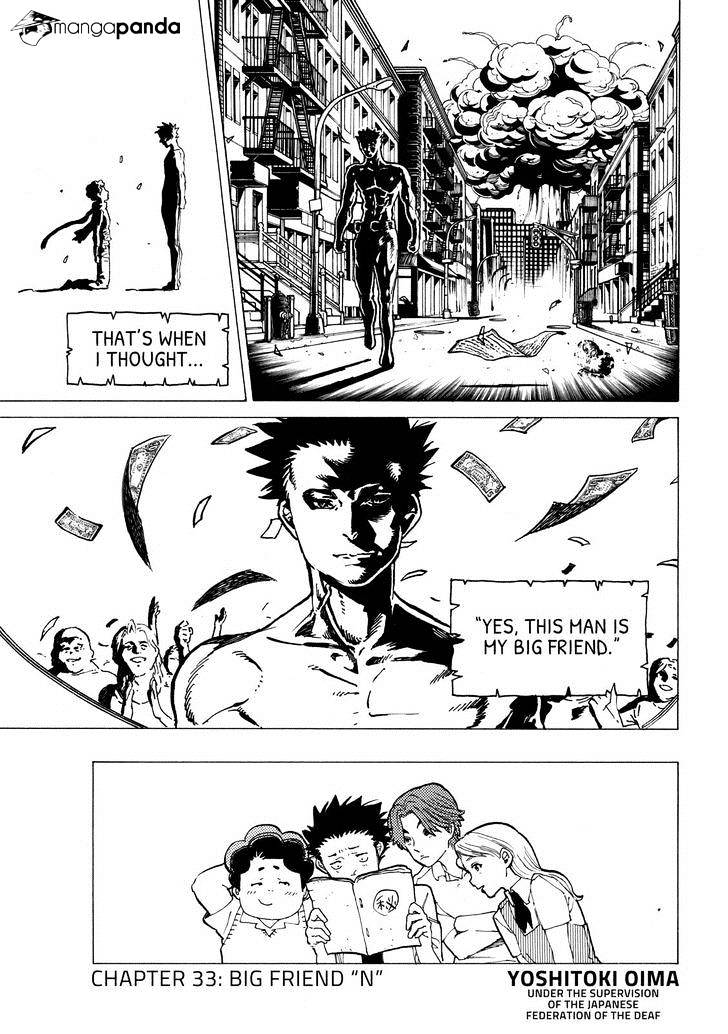 mangapanda
THAT'S WHEN
I THOUGHT...
"YES, THIS MAN IS
MY BIG FRIEND."
秘
CHAPTER 33: BIG FRIEND "N"
YOSHITOKI OIMA
UNDER THE SUPERVISION
OF THE JAPANESE
FEDERATION OF THE DEAF